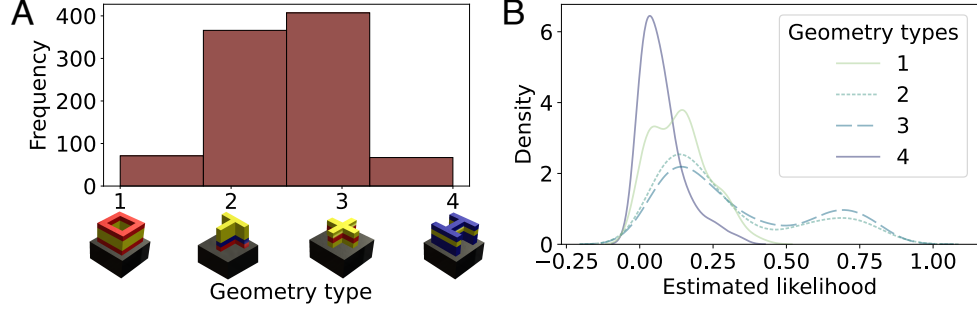 A
Frequency
400
300
200
100
0
1 2 3 4
Geometry type
B
Density
6
4
2
0
−0.25 0.00 0.25 0.50 0.75 1.00
Estimated likelihood
Geometry types
1
2
3
4